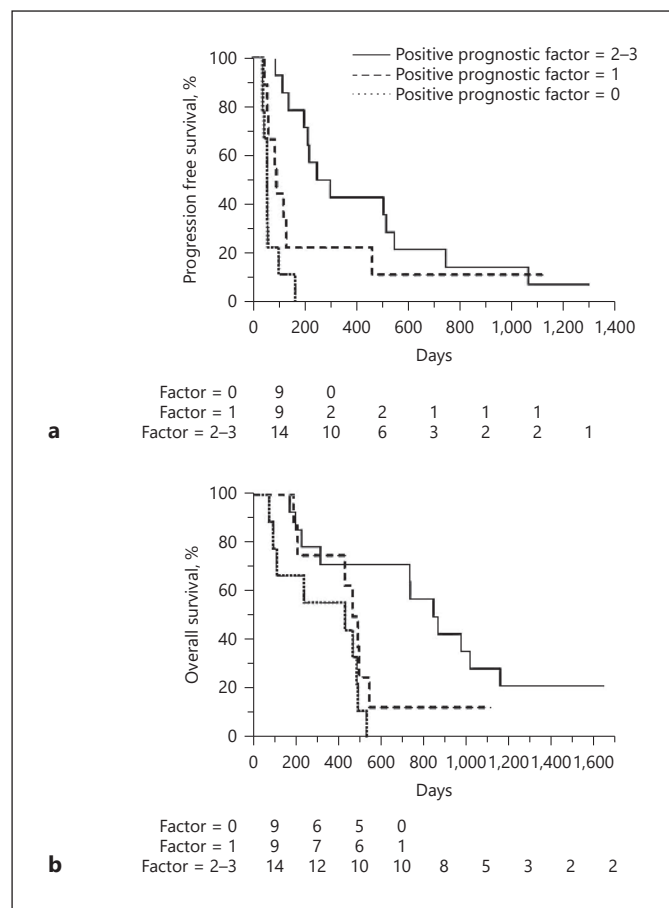 Positive prognostic factor = 2–3
Positive prognostic factor = 1
Positive prognostic factor = 0
Progression free survival, %
100
80
60
40
20
0
0 200 400 600 800 1,000 1,200 1,400
Days
Factor = 0 9 0
Factor = 1 9 2 2 1 1 1
Factor = 2–3 14 10 6 3 2 2 1
a
Overall survival, %
100
80
60
40
20
0
0 200 400 600 800 1,000 1,200 1,400 1,600
Days
Factor = 0 9 6 5 0
Factor = 1 9 7 6 1
Factor = 2–3 14 12 10 10 8 5 3 2 2
b